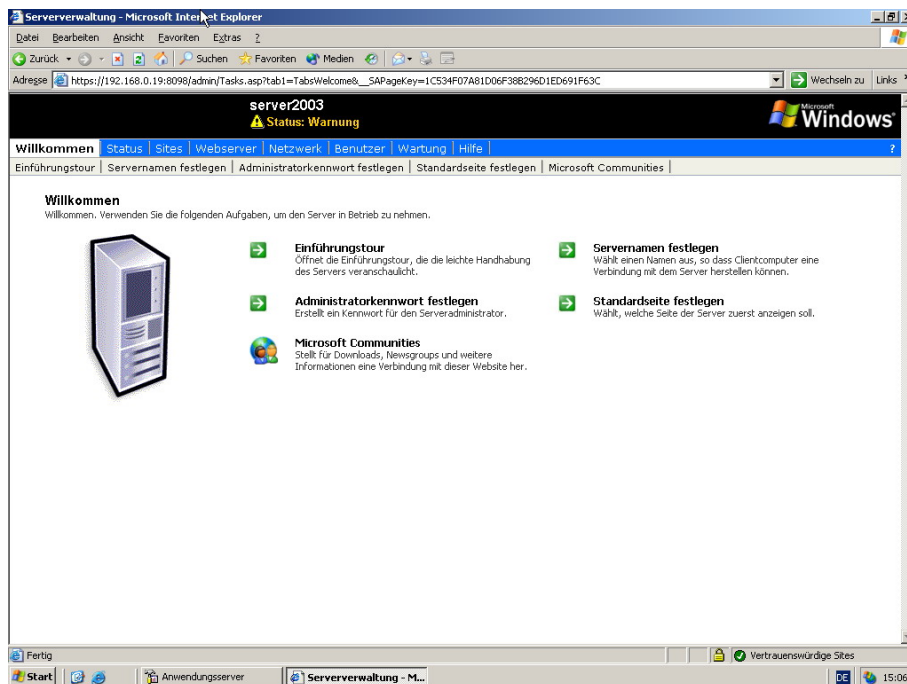 Serververwaltung - Microsoft Internet Explorer
Datei Bearbeiten Ansicht Favoriten Extras ?
Zurück Suchen Favoriten Medien
Adresse https://192.168.0.19:8098/admin/Tasks.asp?tab1=TabsWelcome&__SAPageKey=1C534F07A81D06F38B296D1ED691F63C Wechseln zu Links
server2003
Status: Warnung
Microsoft
Windows
Willkommen Status Sites Webserver Netzwerk Benutzer Wartung Hilfe ?
Einführungstour Servernamen festlegen Administratorkennwort festlegen Standardseite festlegen Microsoft Communities
Willkommen
Willkommen. Verwenden Sie die folgenden Aufgaben, um den Server in Betrieb zu nehmen.
Einführungstour
Öffnet die Einführungstour, die die leichte Handhabung
des Servers veranschaulicht.
Servernamen festlegen
Wählt einen Namen aus, so dass Clientcomputer eine
Verbindung mit dem Server herstellen können.
Administratorkennwort festlegen
Erstellt ein Kennwort für den Serveradministrator.
Standardseite festlegen
Wählt, welche Seite der Server zuerst anzeigen soll.
Microsoft Communities
Stellt für Downloads, Newsgroups und weitere
Informationen eine Verbindung mit dieser Website her.
Fertig Vertrauenswürdige Sites
Start Anwendungsserver Serververwaltung - M... DE 15:06